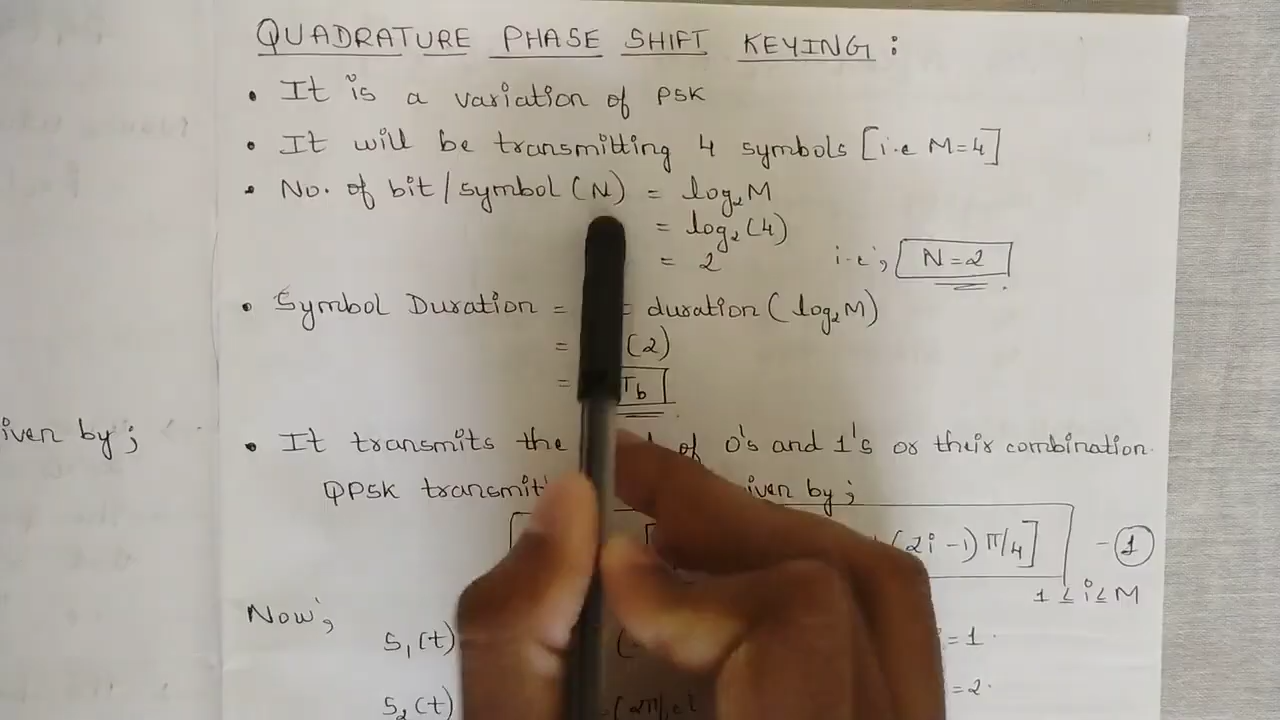 QUADRATURE PHASE SHIFT KEYING :
• It is a variation of PSK
• It will be transmitting 4 symbols [i.e M=4]
• No. of bit / symbol (N) = log₂M
= log₂(4)
= 2 i.e; N=2
• Symbol Duration = duration (log₂M)
= (2)
= Tb
iven by;
• It transmits the of 0's and 1's or their combination.
QPSK transmit iven by;
(2i-1) π/4] - 1
1 ≤ i ≤ M
Now;
S₁(t) = 1.
S₂(t) =2.